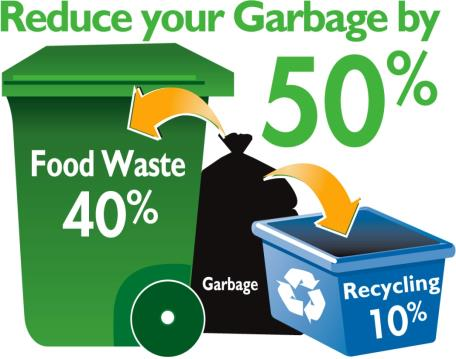 Reduce your Garbage by
50%
Food Waste
40%
Garbage
Recycling
10%